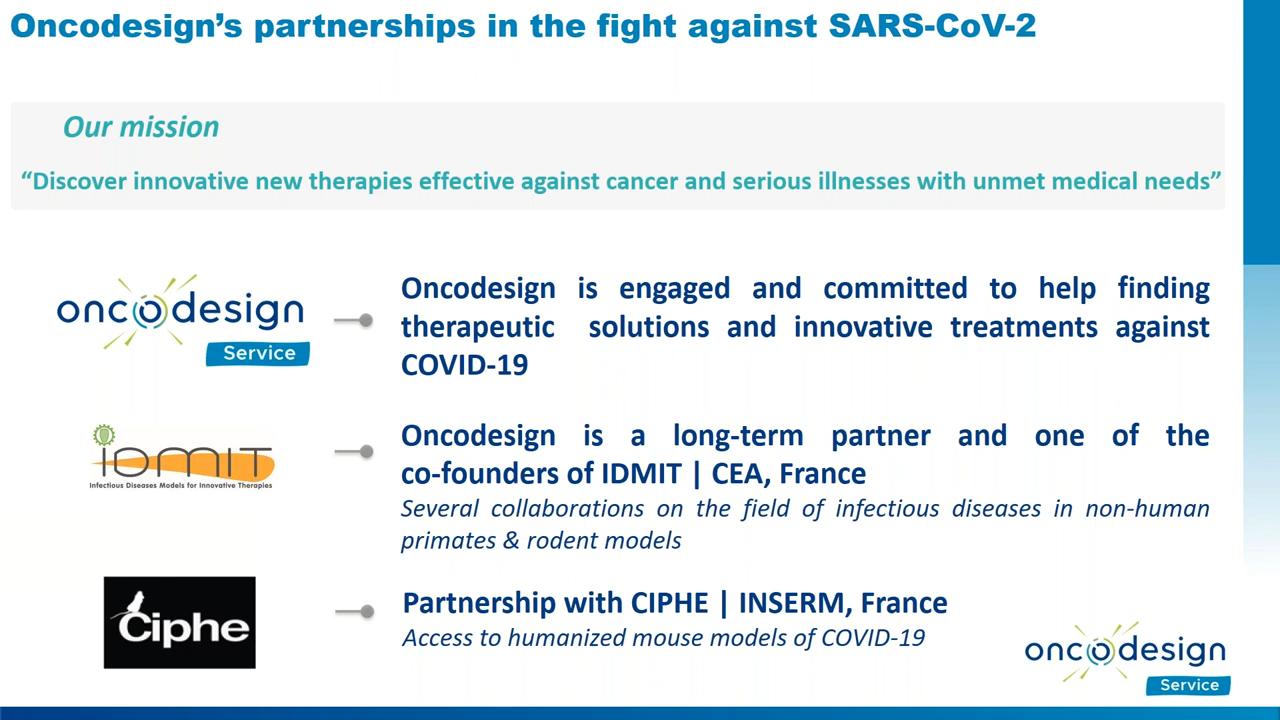 Oncodesign's partnerships in the fight against SARS-CoV-2
Our mission
“Discover innovative new therapies effective against cancer and serious illnesses with unmet medical needs”
oncodesign
Service
Oncodesign is engaged and committed to help finding
therapeutic solutions and innovative treatments against
COVID-19
iDMIT
Infectious Diseases Models for Innovative Therapies
Oncodesign is a long-term partner and one of the
co-founders of IDMIT | CEA, France
Several collaborations on the field of infectious diseases in non-human
primates & rodent models
Ciphe
Partnership with CIPHE | INSERM, France
Access to humanized mouse models of COVID-19
oncodesign
Service